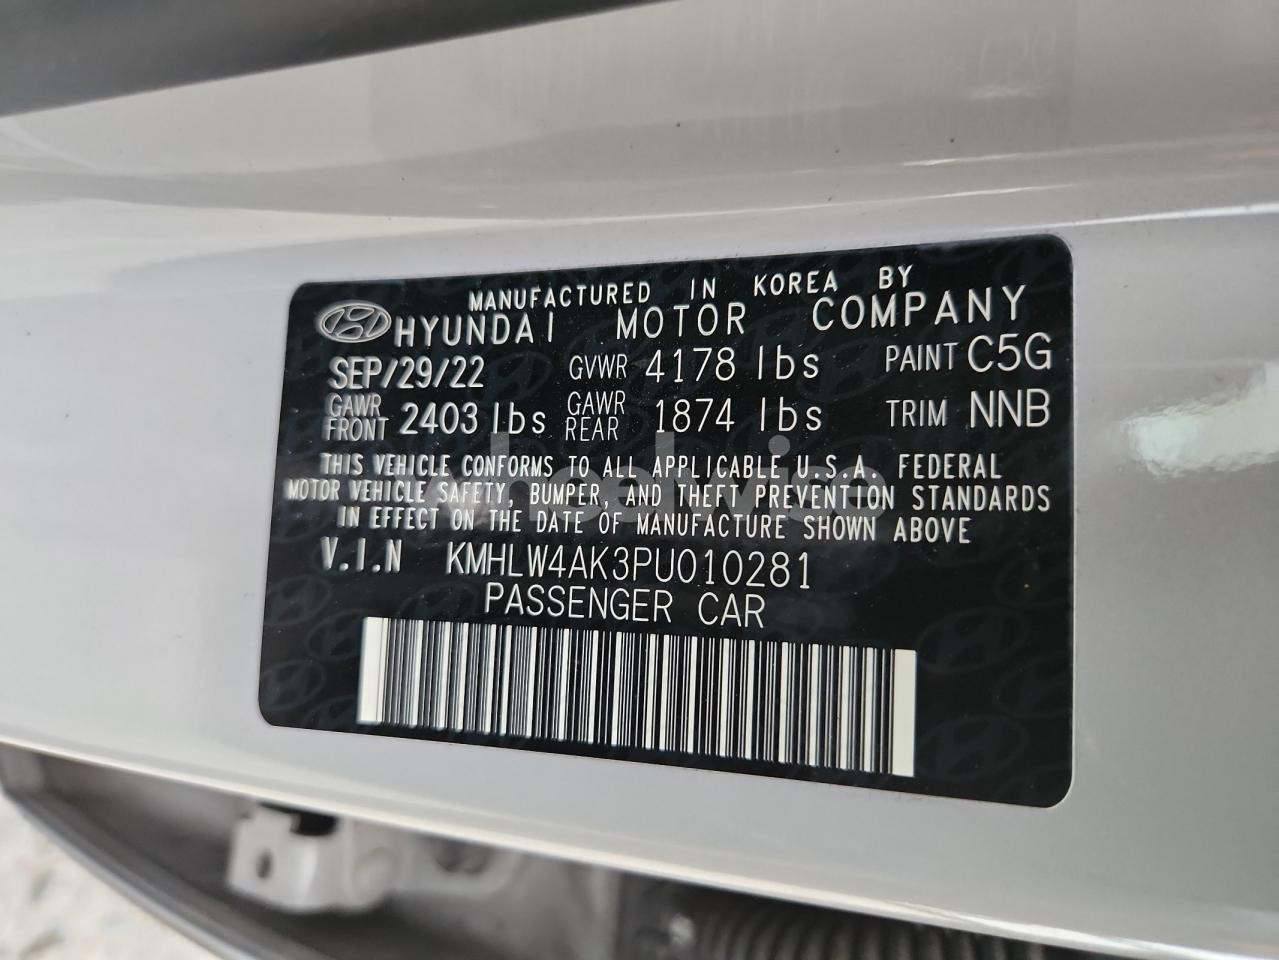 MANUFACTURED IN KOREA BY
HYUNDAI MOTOR COMPANY
SEP/29/22 GVWR 4178 lbs PAINT C5G
GAWR FRONT 2403 lbs GAWR REAR 1874 lbs TRIM NNB
THIS VEHICLE CONFORMS TO ALL APPLICABLE U.S.A. FEDERAL
MOTOR VEHICLE SAFETY, BUMPER, AND THEFT PREVENTION STANDARDS
IN EFFECT ON THE DATE OF MANUFACTURE SHOWN ABOVE
V.I.N KMHLW4AK3PU010281
PASSENGER CAR
wheelwise